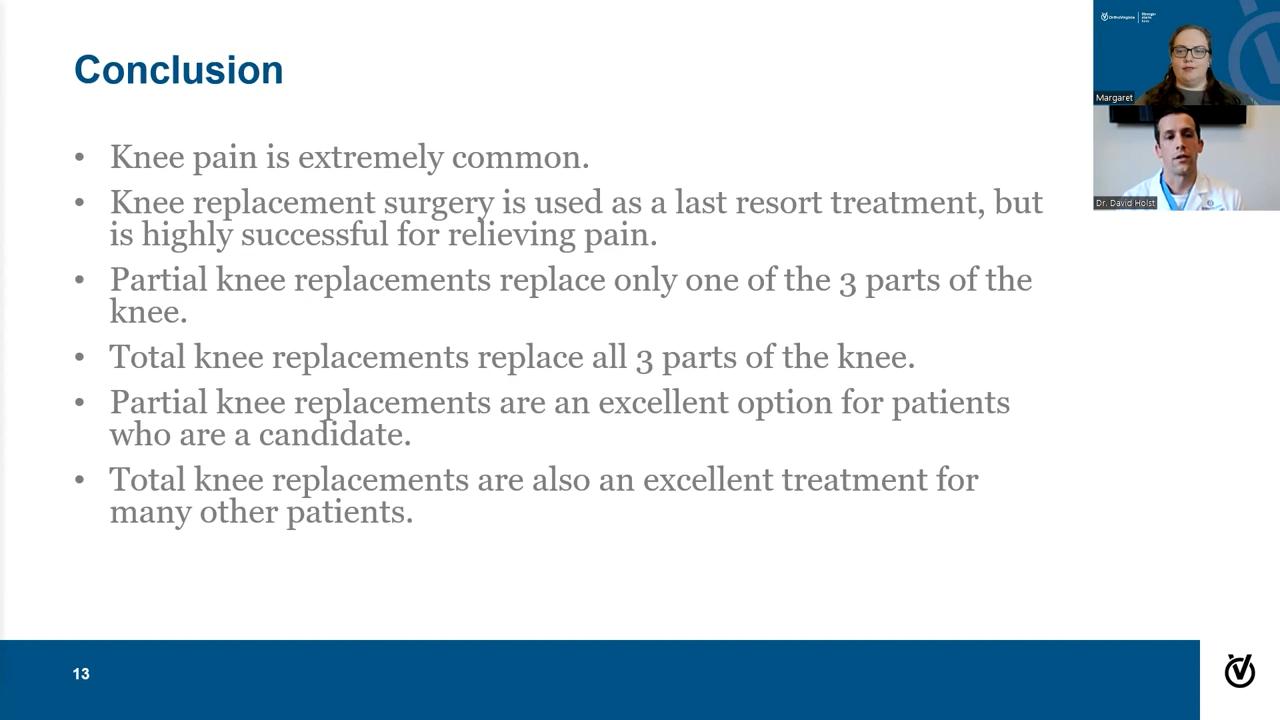 Conclusion
• Knee pain is extremely common.
• Knee replacement surgery is used as a last resort treatment, but
is highly successful for relieving pain.
• Partial knee replacements replace only one of the 3 parts of the
knee.
• Total knee replacements replace all 3 parts of the knee.
• Partial knee replacements are an excellent option for patients
who are a candidate.
• Total knee replacements are also an excellent treatment for
many other patients.
13
OrthoVirginia
Margaret
Dr. David Holst